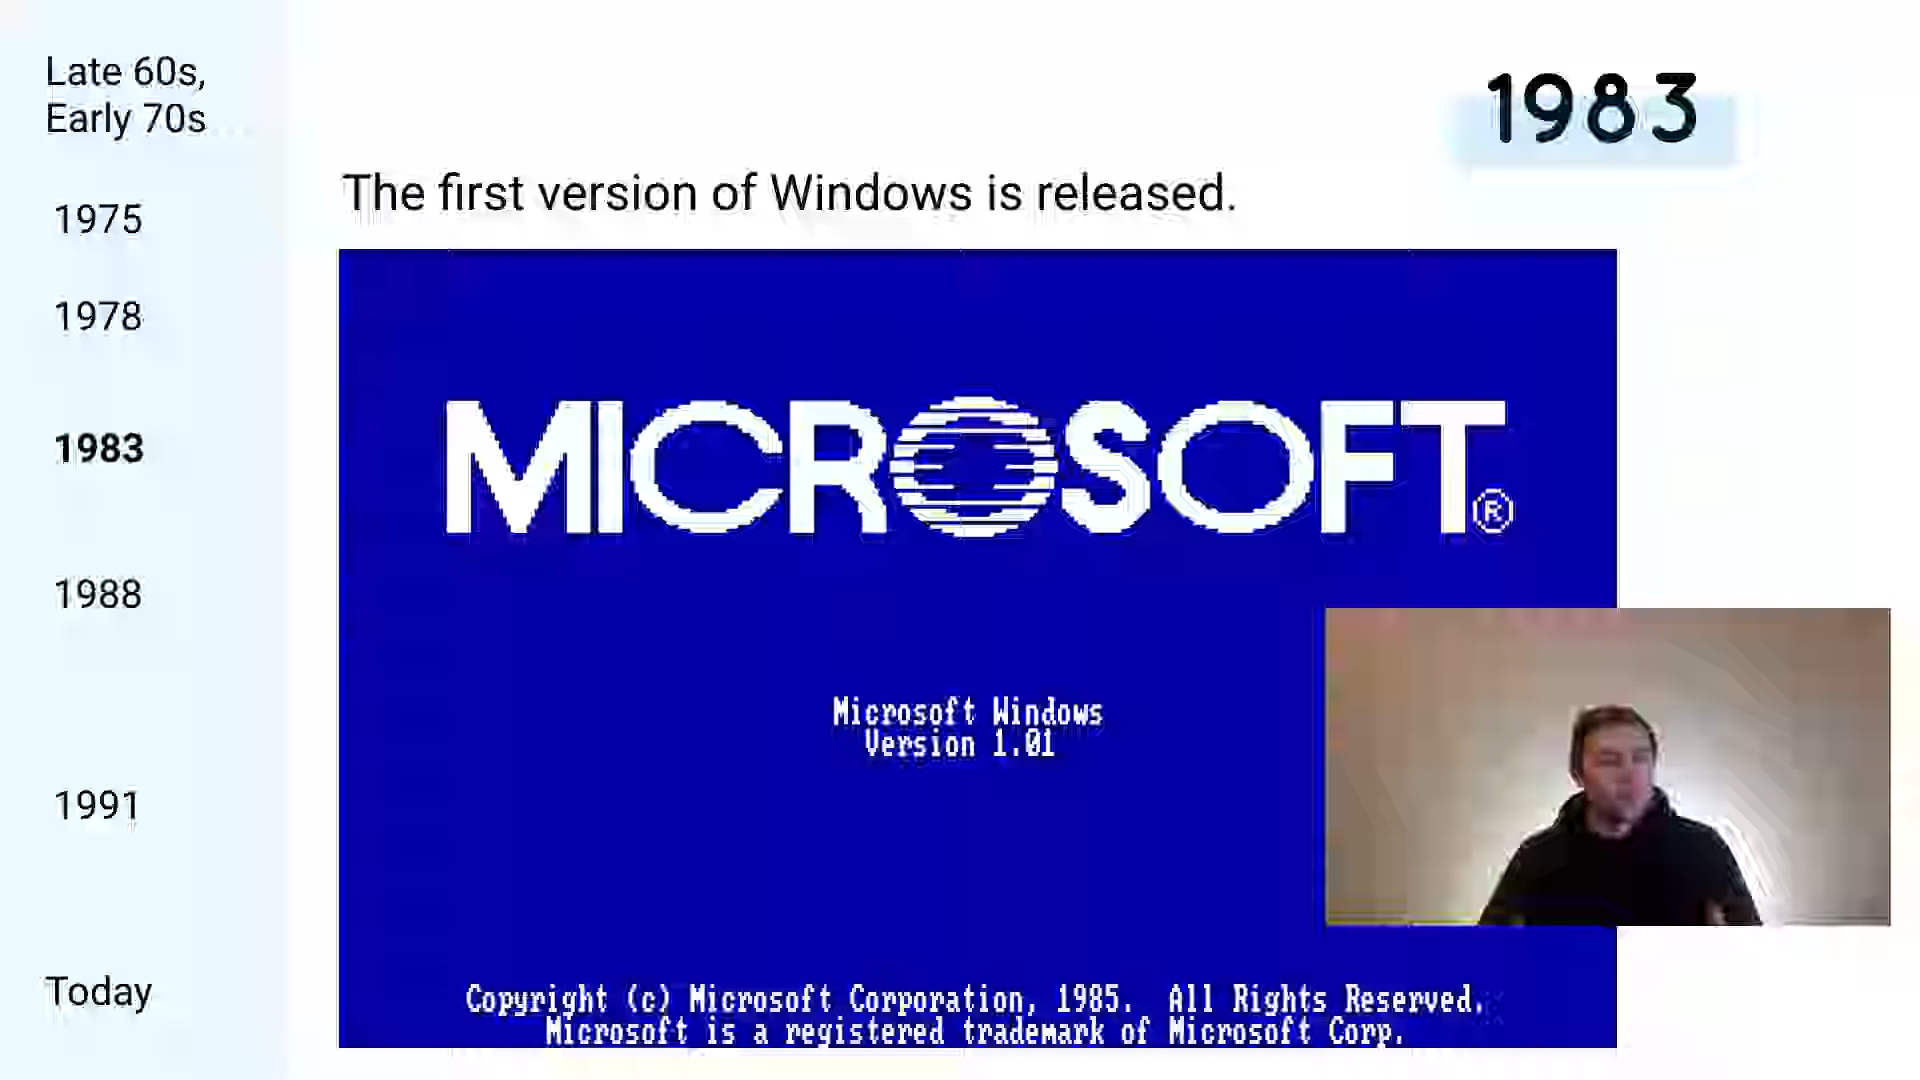 Late 60s,
Early 70s
1975
1978
1983
1988
1991
Today
1983
The first version of Windows is released.
MICROSOFT®
Microsoft Windows
Version 1.01
Copyright (c) Microsoft Corporation, 1985. All Rights Reserved.
Microsoft is a registered trademark of Microsoft Corp.